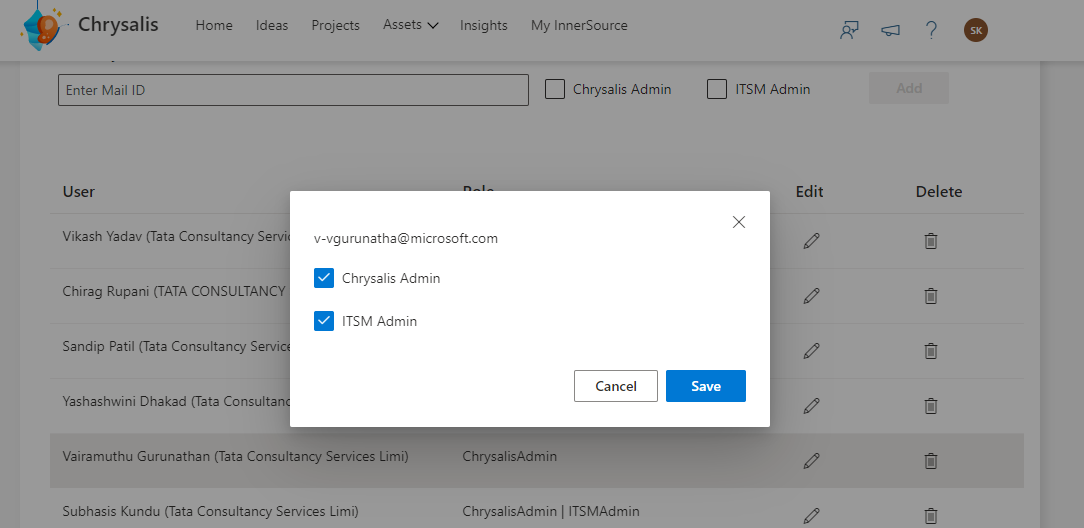 Chrysalis Home Ideas Projects Assets Insights My InnerSource ? SK
Enter Mail ID Chrysalis Admin ITSM Admin Add
User Role Edit Delete
Vikash Yadav (Tata Consultancy
Chirag Rupani (TATA CONSULTANCY
Sandip Patil (Tata Consultancy Service
Yashashwini Dhakad (Tata
v-vgurunatha@microsoft.com
Chrysalis Admin
ITSM Admin
Cancel Save
Vairamuthu Gurunathan (Tata Consultancy Services Limi) ChrysalisAdmin
Subhasis Kundu (Tata Consultancy Services Limi) ChrysalisAdmin | ITSMAdmin